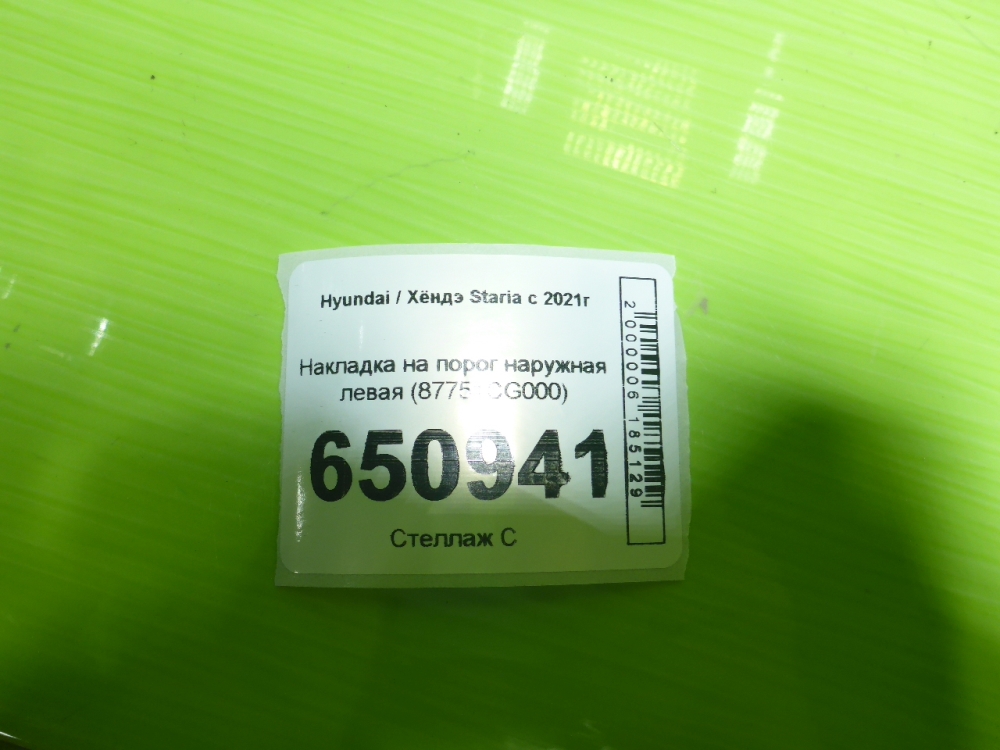 Hyundai / Хёндэ Staria с 2021г
Накладка на порог наружная
левая
650941
Стеллаж С
2000006185129